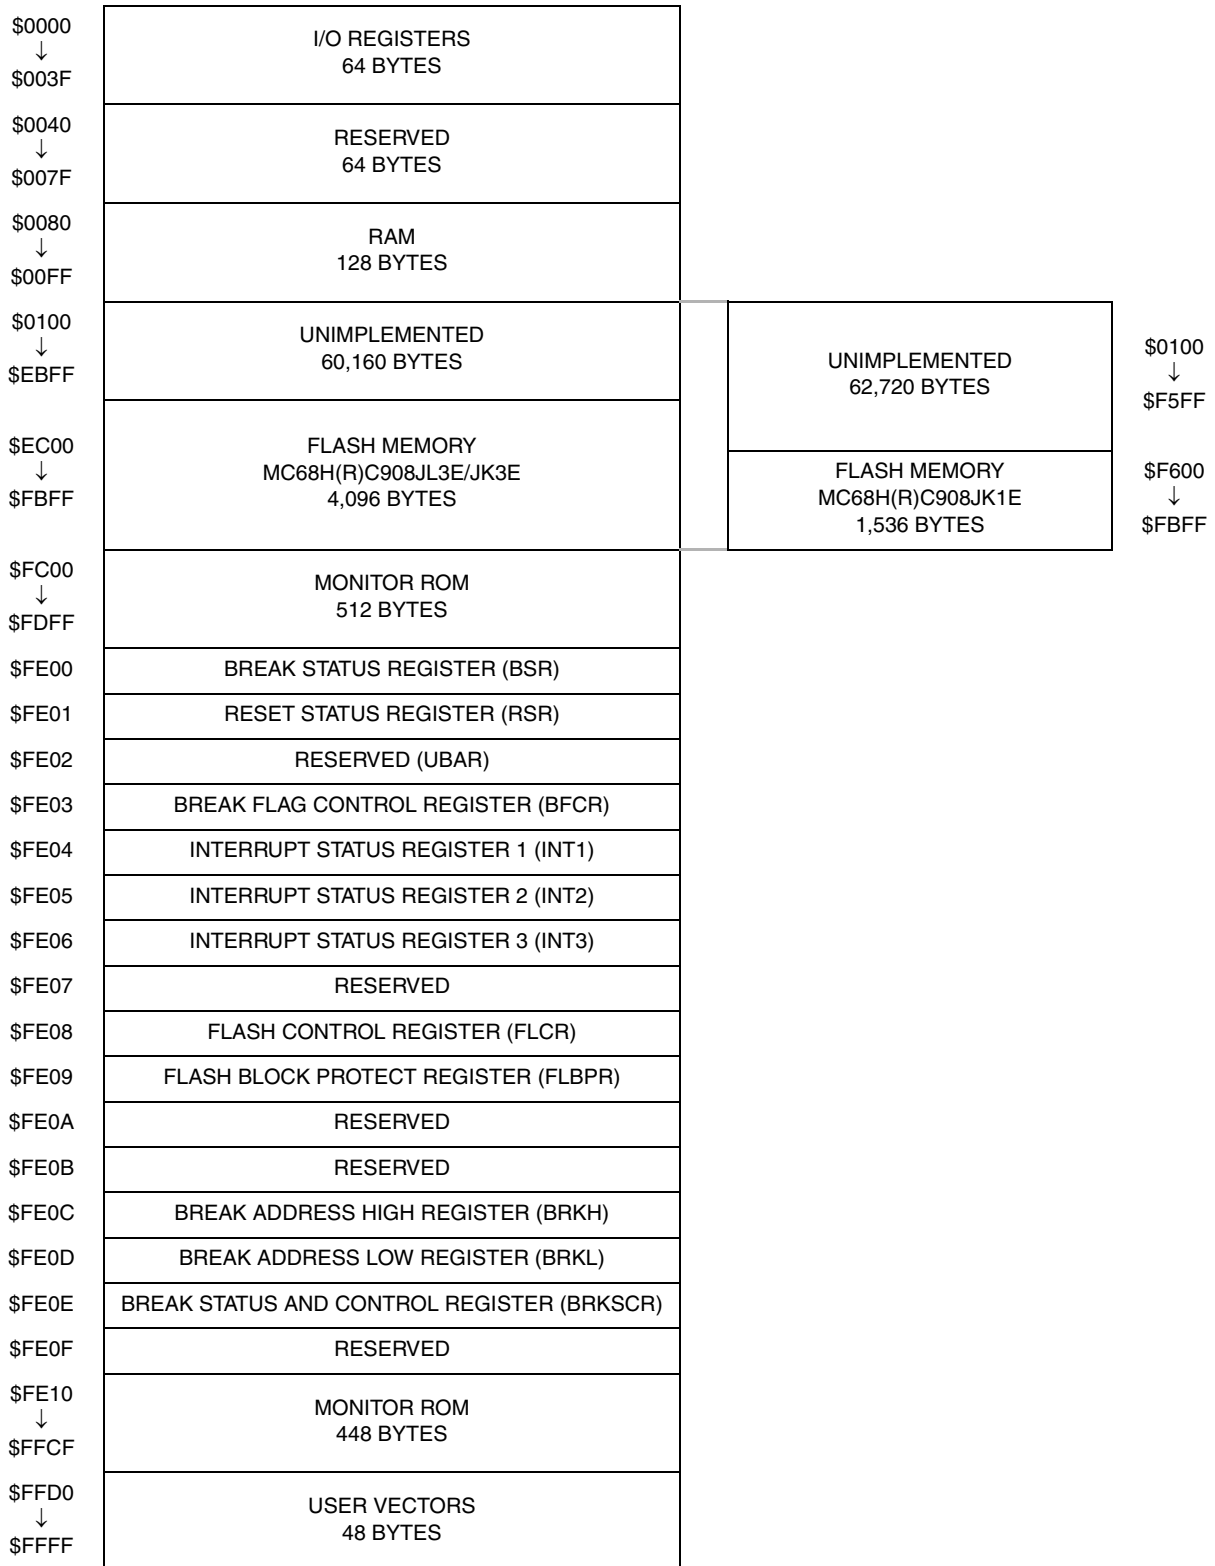 $0000
↓
$003F
I/O REGISTERS
64 BYTES
$0040
↓
$007F
RESERVED
64 BYTES
$0080
↓
$00FF
RAM
128 BYTES
$0100
↓
$EBFF
UNIMPLEMENTED
60,160 BYTES
UNIMPLEMENTED
62,720 BYTES
$0100
↓
$F5FF
$EC00
↓
$FBFF
FLASH MEMORY
MC68H(R)C908JL3E/JK3E
4,096 BYTES
FLASH MEMORY
MC68H(R)C908JK1E
1,536 BYTES
$F600
↓
$FBFF
$FC00
↓
$FDFF
MONITOR ROM
512 BYTES
$FE00 BREAK STATUS REGISTER (BSR)
$FE01 RESET STATUS REGISTER (RSR)
$FE02 RESERVED (UBAR)
$FE03 BREAK FLAG CONTROL REGISTER (BFCR)
$FE04 INTERRUPT STATUS REGISTER 1 (INT1)
$FE05 INTERRUPT STATUS REGISTER 2 (INT2)
$FE06 INTERRUPT STATUS REGISTER 3 (INT3)
$FE07 RESERVED
$FE08 FLASH CONTROL REGISTER (FLCR)
$FE09 FLASH BLOCK PROTECT REGISTER (FLBPR)
$FE0A RESERVED
$FE0B RESERVED
$FE0C BREAK ADDRESS HIGH REGISTER (BRKH)
$FE0D BREAK ADDRESS LOW REGISTER (BRKL)
$FE0E BREAK STATUS AND CONTROL REGISTER (BRKSCR)
$FE0F RESERVED
$FE10
↓
$FFCF
MONITOR ROM
448 BYTES
$FFD0
↓
$FFFF
USER VECTORS
48 BYTES